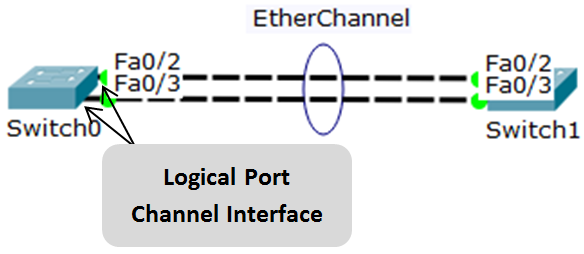 EtherChannel
Fa0/2
Fa0/3
Switch0
Fa0/2
Fa0/3
Switch1
Logical Port
Channel Interface